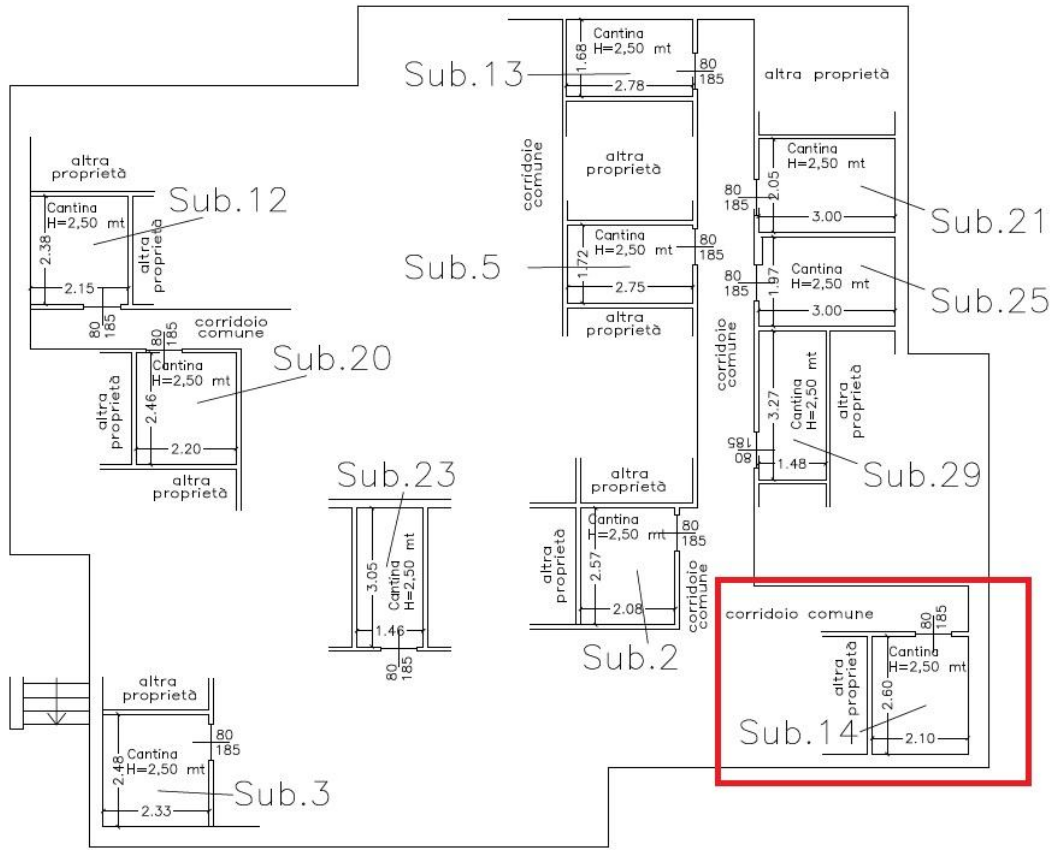 Cantina
H=2,50 mt
1.68
80
185
Sub.13
2.78
altra proprietà
corridoio
comune
altra
proprietà
Cantina
H=2,50 mt
2.05
80
185
3.00
Sub.21
altra
proprietà
Cantina
H=2,50 mt
Sub.12
2.38
altra
proprietà
2.15
80
185
Cantina
H=2,50 mt
80
185
Sub.5
1.72
2.75
Cantina
H=2,50 mt
1.97
80
185
3.00
Sub.25
altra
proprietà
corridoio
comune
80
185
Cantina
H=2,50 mt
Sub.20
2.46
altra
proprietà
2.20
altra
proprietà
corridoio
comune
3.27
Cantina
H=2,50 mt
altra
proprietà
80
185
1.48
Sub.29
Sub.23
3.05
Cantina
H=2,50 mt
1.46
80
185
altra
proprietà
Cantina
H=2,50 mt
80
185
altra
proprietà
2.57
2.08
corridoio
comune
Sub.2
corridoio comune
80
185
Cantina
H=2,50 mt
altra
proprietà
2.60
Sub.14
2.10
altra
proprietà
80
185
Cantina
H=2,50 mt
2.48
2.33
Sub.3